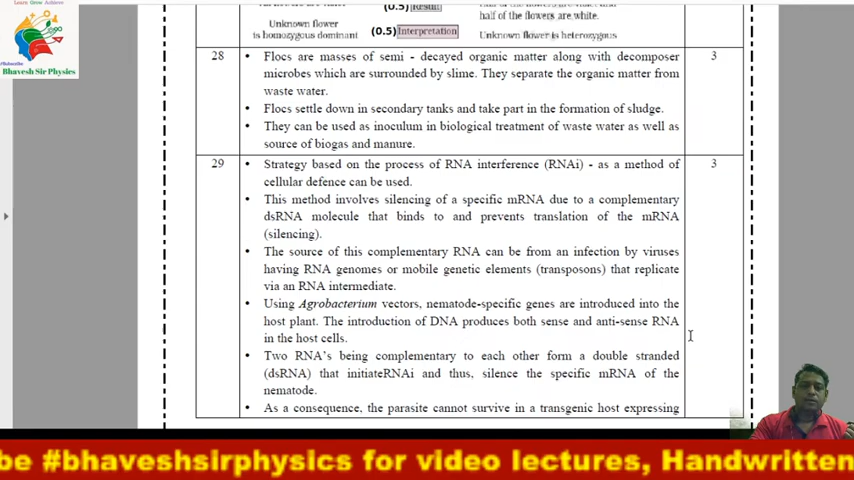 Learn Grow Achieve
#Subscribe
Bhavesh Sir Physics
(0.5) Result
half of the flowers are white.
Unknown flower
is homozygous dominant
(0.5) Interpretation
Unknown flower is heterozygous
28
• Flocs are masses of semi - decayed organic matter along with decomposer
microbes which are surrounded by slime. They separate the organic matter from
waste water.
• Flocs settle down in secondary tanks and take part in the formation of sludge.
• They can be used as inoculum in biological treatment of waste water as well as
source of biogas and manure.
3
29
• Strategy based on the process of RNA interference (RNAi) - as a method of
cellular defence can be used.
• This method involves silencing of a specific mRNA due to a complementary
dsRNA molecule that binds to and prevents translation of the mRNA
(silencing).
• The source of this complementary RNA can be from an infection by viruses
having RNA genomes or mobile genetic elements (transposons) that replicate
via an RNA intermediate.
• Using Agrobacterium vectors, nematode-specific genes are introduced into the
host plant. The introduction of DNA produces both sense and anti-sense RNA
in the host cells.
• Two RNA's being complementary to each other form a double stranded
(dsRNA) that initiateRNAi and thus, silence the specific mRNA of the
nematode.
• As a consequence, the parasite cannot survive in a transgenic host expressing
3
be #bhaveshsirphysics for video lectures, Handwritten